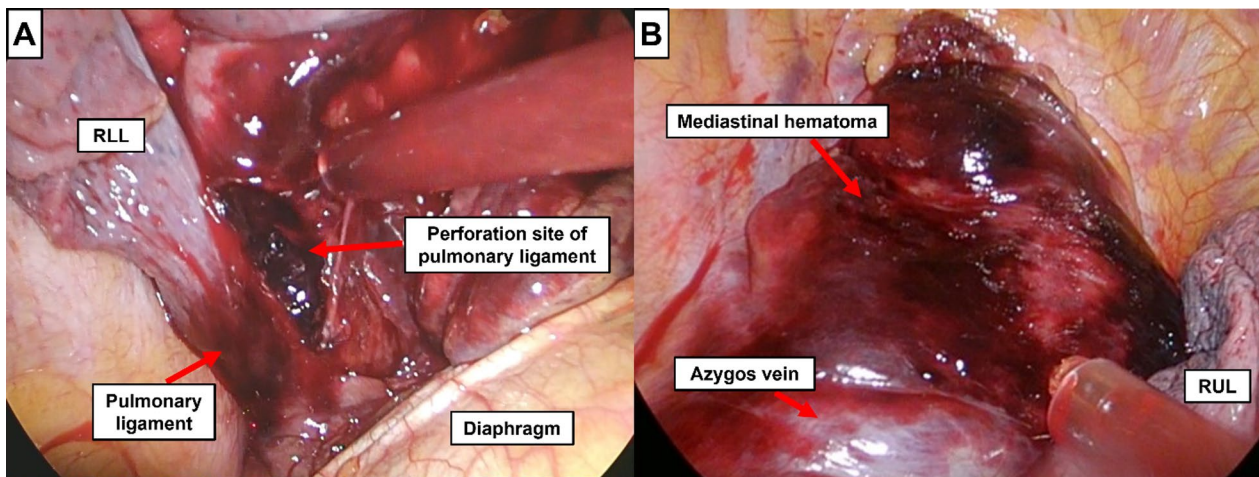 A
RLL
Perforation site of
pulmonary ligament
Pulmonary
ligament
Diaphragm
B
Mediastinal hematoma
Azygos vein
RUL